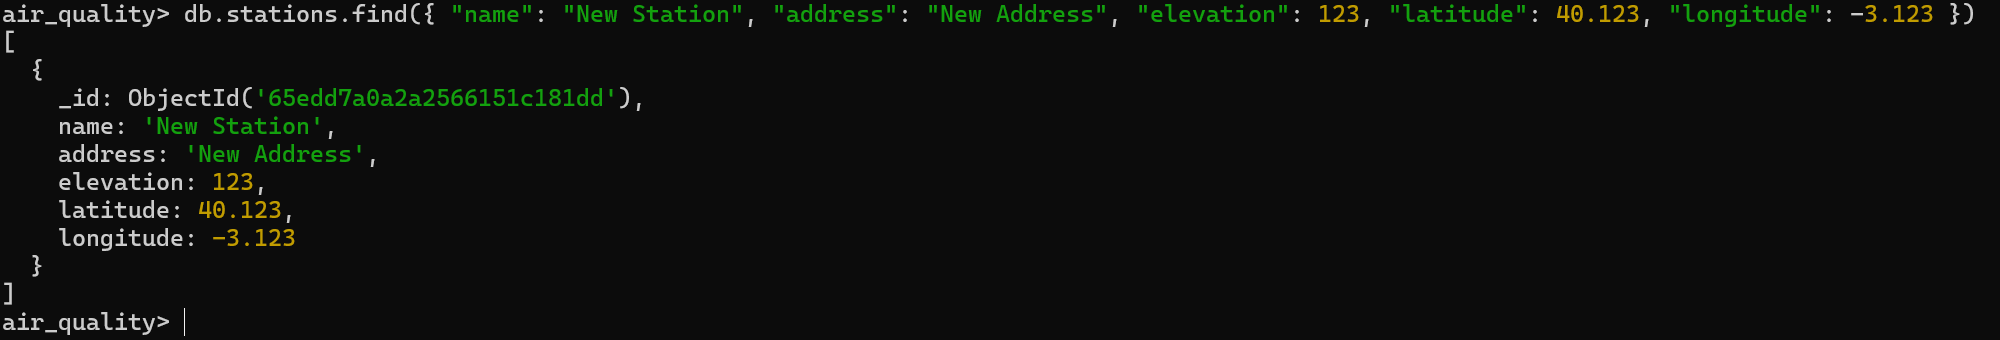 air_quality> db.stations.find({ "name": "New Station", "address": "New Address", "elevation": 123, "latitude": 40.123, "longitude": -3.123 })
[
  {
    _id: ObjectId('65edd7a0a2a2566151c181dd'),
    name: 'New Station',
    address: 'New Address',
    elevation: 123,
    latitude: 40.123,
    longitude: -3.123
  }
]
air_quality>